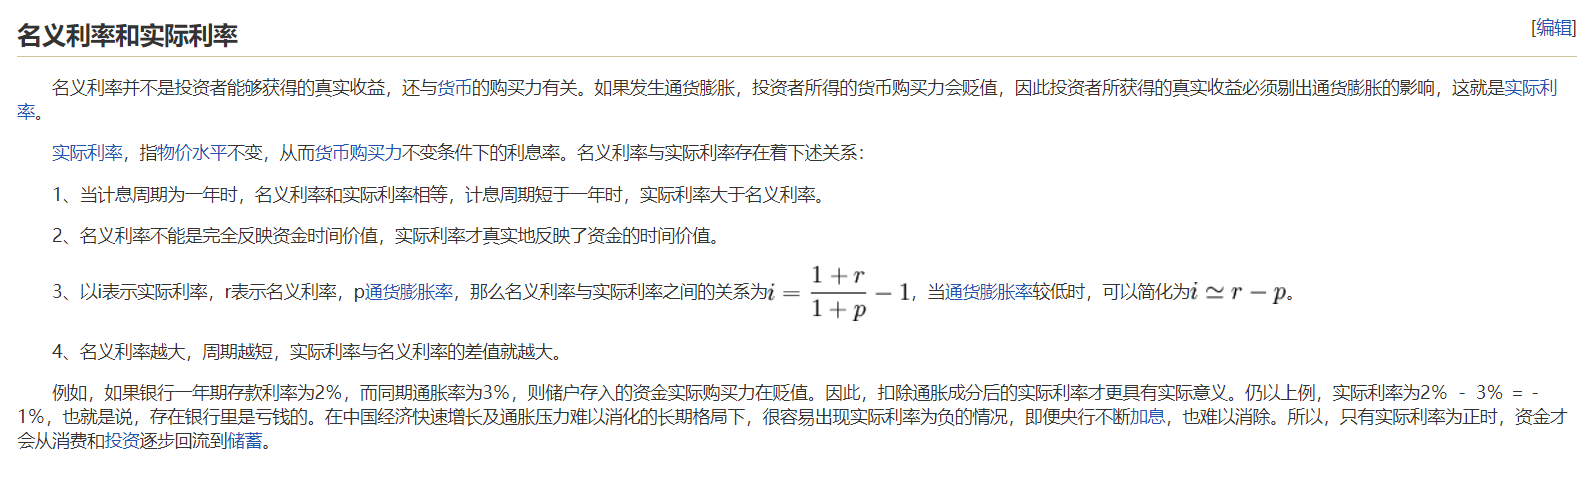 名义利率和实际利率
[编辑]
名义利率并不是投资者能够获得的真实收益，还与货币的购买力有关。如果发生通货膨胀，投资者所得的货币购买力会贬值，因此投资者所获得的真实收益必须剔出通货膨胀的影响，这就是实际利
率。
实际利率，指物价水平不变，从而货币购买力不变条件下的利息率。名义利率与实际利率存在着下述关系：
1、当计息周期为一年时，名义利率和实际利率相等，计息周期短于一年时，实际利率大于名义利率。
2、名义利率不能是完全反映资金时间价值，实际利率才真实地反映了资金的时间价值。
3、以i表示实际利率，r表示名义利率，p通货膨胀率，那么名义利率与实际利率之间的关系为i = (1 + r)/(1 + p) − 1，当通货膨胀率较低时，可以简化为i ≃ r − p。
4、名义利率越大，周期越短，实际利率与名义利率的差值就越大。
例如，如果银行一年期存款利率为2%，而同期通胀率为3%，则储户存入的资金实际购买力在贬值。因此，扣除通胀成分后的实际利率才更具有实际意义。仍以上例，实际利率为2% - 3% = -
1%，也就是说，存在银行里是亏钱的。在中国经济快速增长及通胀压力难以消化的长期格局下，很容易出现实际利率为负的情况，即便央行不断加息，也难以消除。所以，只有实际利率为正时，资金才
会从消费和投资逐步回流到储蓄。